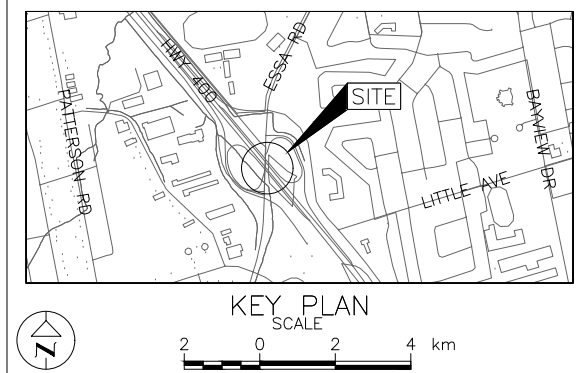 HWY 400
ESSA RD
SITE
PATTERSON RD
BAYVIEW DR
LITTLE AVE
KEY PLAN
SCALE
N
2 0 2 4 km